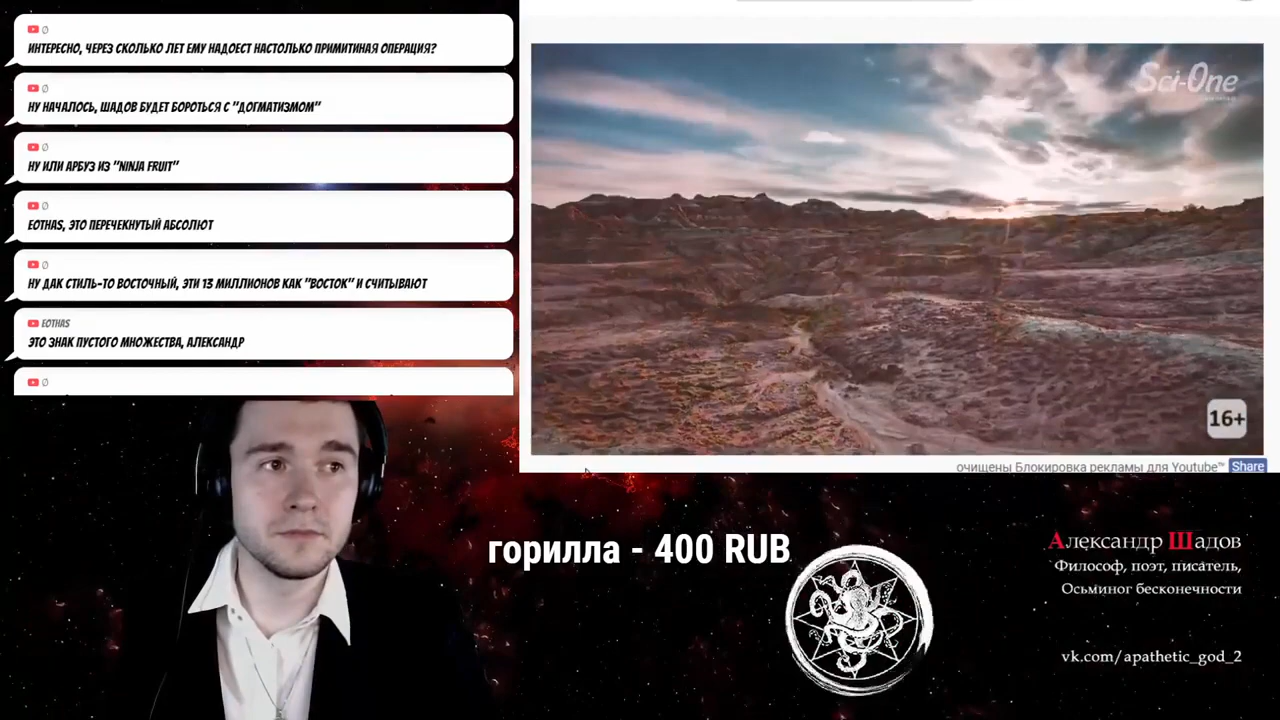 Ø
ИНТЕРЕСНО, ЧЕРЕЗ СКОЛЬКО ЛЕТ ЕМУ НАДОЕСТ НАСТОЛЬКО ПРИМИТИНАЯ ОПЕРАЦИЯ?
Ø
НУ НАЧАЛОСЬ, ШАДОВ БУДЕТ БОРОТЬСЯ С "ДОГМАТИЗМОМ"
Ø
НУ ИЛИ АРБУЗ ИЗ "NINJA FRUIT"
Ø
EOTHAS, ЭТО ПЕРЕЧЕКНУТЫЙ АБСОЛЮТ
Ø
НУ ДАК СТИЛЬ-ТО ВОСТОЧНЫЙ, ЭТИ 13 МИЛЛИОНОВ КАК "ВОСТОК" И СЧИТЫВАЮТ
EOTHAS
ЭТО ЗНАК ПУСТОГО МНОЖЕСТВА, АЛЕКСАНДР
Ø
Sci-One
16+
очищены Блокировка рекламы для Youtube™ Share
горилла - 400 RUB
Александр Шадов
Философ, поэт, писатель,
Осьминог бесконечности
vk.com/apathetic_god_2